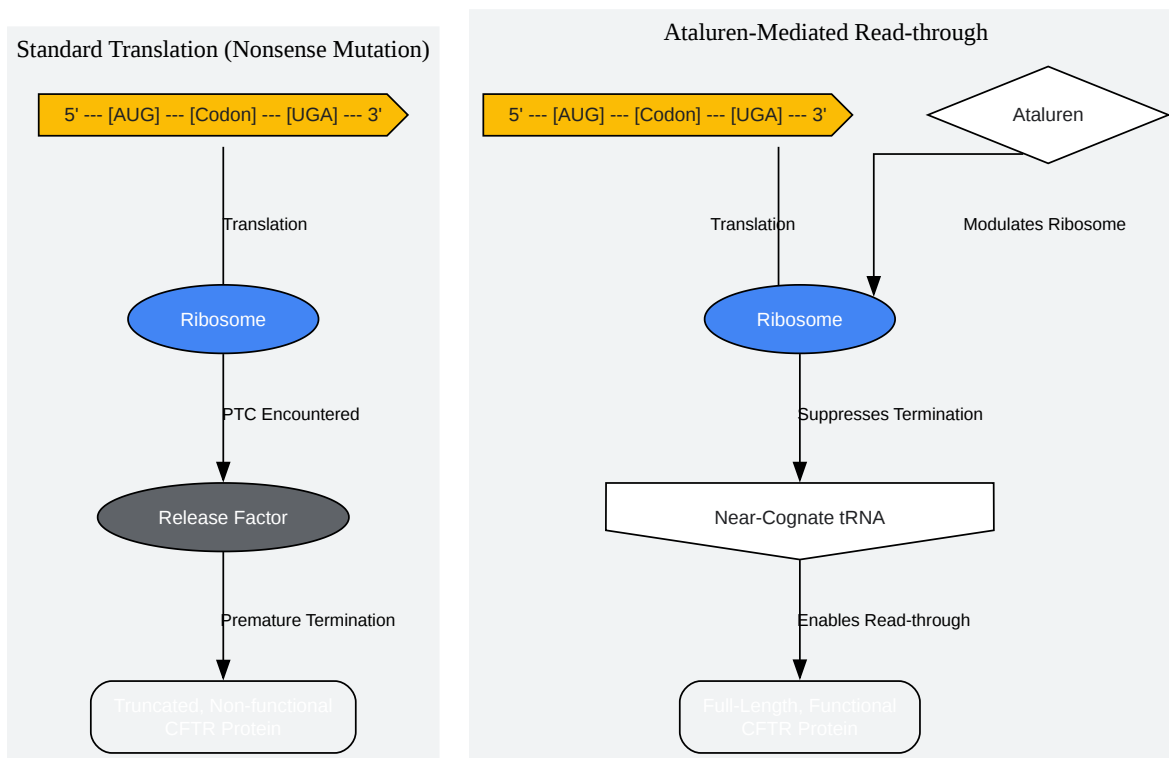 Standard Translation (Nonsense Mutation)
5' --- [AUG] --- [Codon] --- [UGA] --- 3'
Translation
Ribosome
PTC Encountered
Release Factor
Premature Termination
Truncated, Non-functional
CFTR Protein
Ataluren-Mediated Read-through
5' --- [AUG] --- [Codon] --- [UGA] --- 3'
Ataluren
Translation
Modulates Ribosome
Ribosome
Suppresses Termination
Near-Cognate tRNA
Enables Read-through
Full-Length, Functional
CFTR Protein